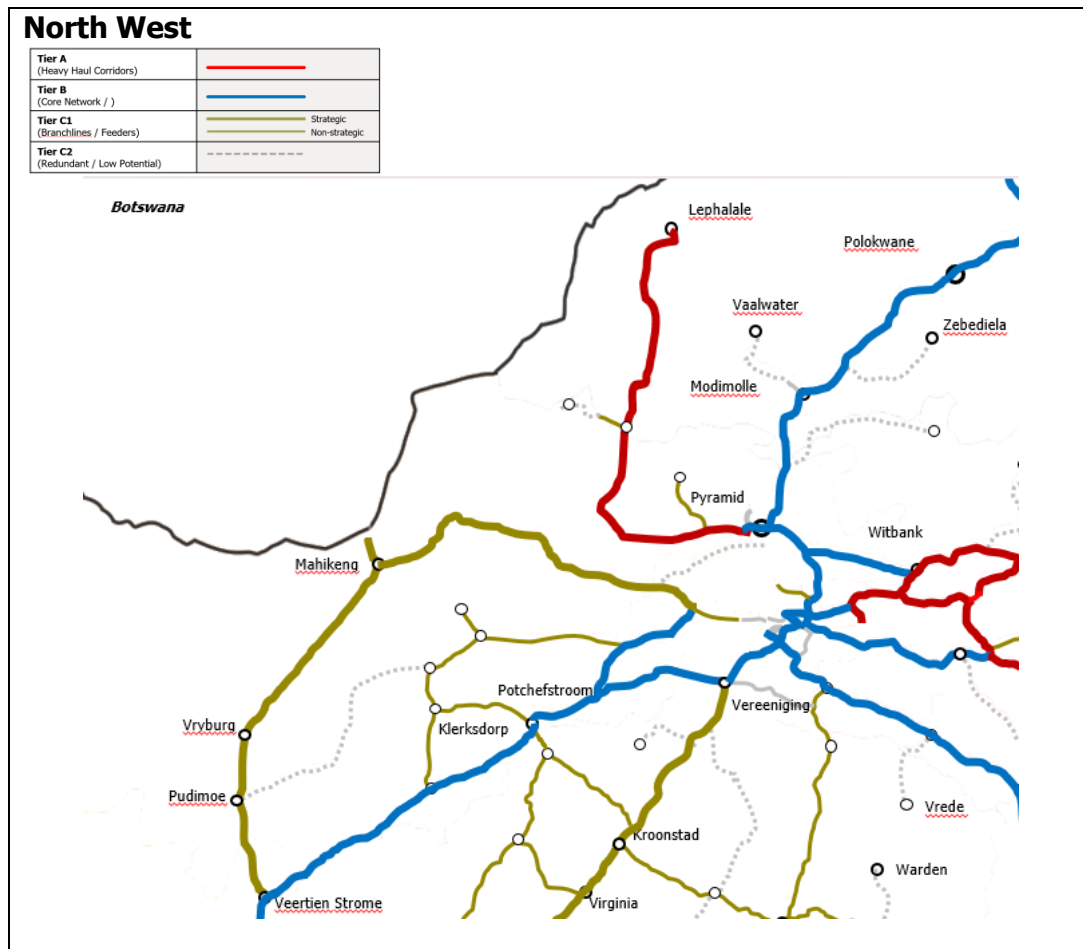 North West
Tier A
(Heavy Haul Corridors)
Tier B
(Core Network / )
Tier C1
(Branchlines / Feeders)
Strategic
Non-strategic
Tier C2
(Redundant / Low Potential)
Botswana
Lephalale
Polokwane
Vaalwater
Zebediela
Modimolle
Pyramid
Witbank
Mahikeng
Potchefstroom
Vereeniging
Vryburg
Klerksdorp
Pudimoe
Vrede
Kroonstad
Warden
Veertien Strome
Virginia